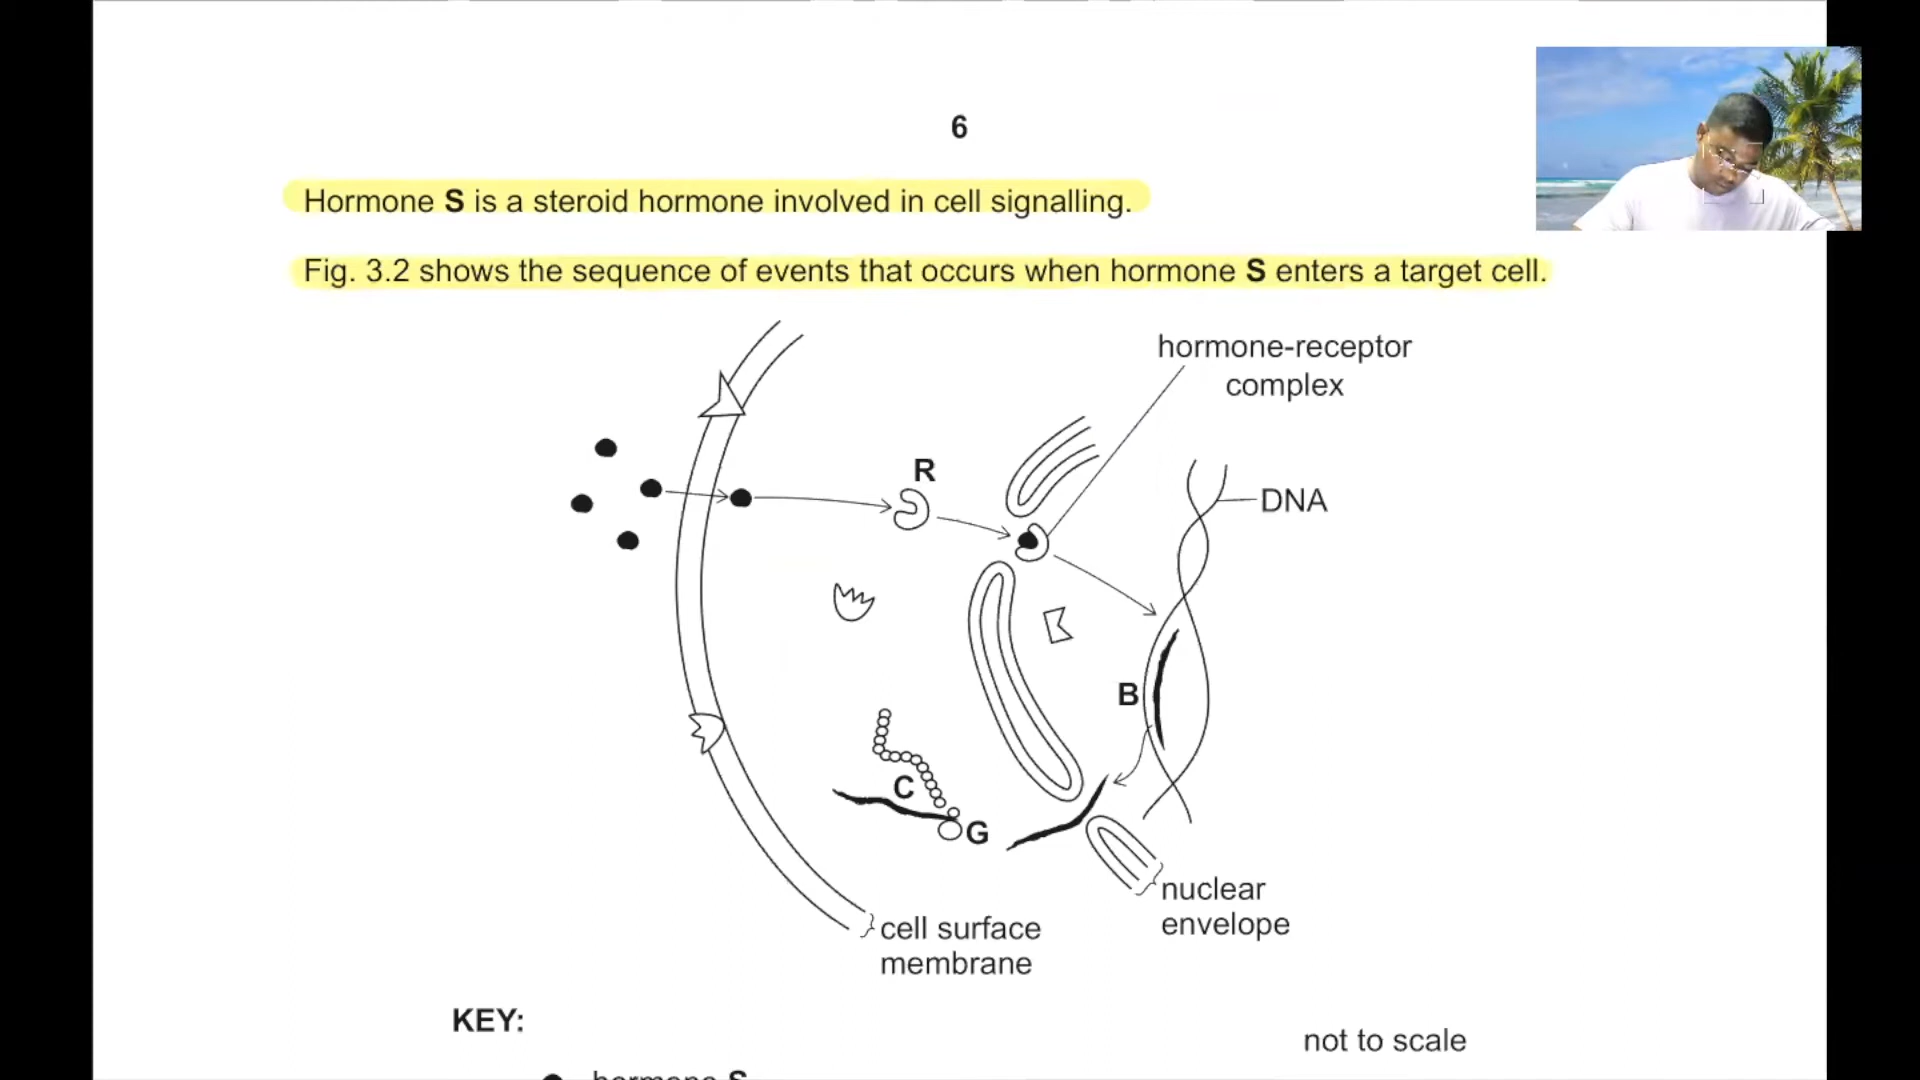 6
Hormone S is a steroid hormone involved in cell signalling.
Fig. 3.2 shows the sequence of events that occurs when hormone S enters a target cell.
hormone-receptor
complex
R
DNA
B
C
G
nuclear
envelope
cell surface
membrane
KEY:
not to scale
hormone S